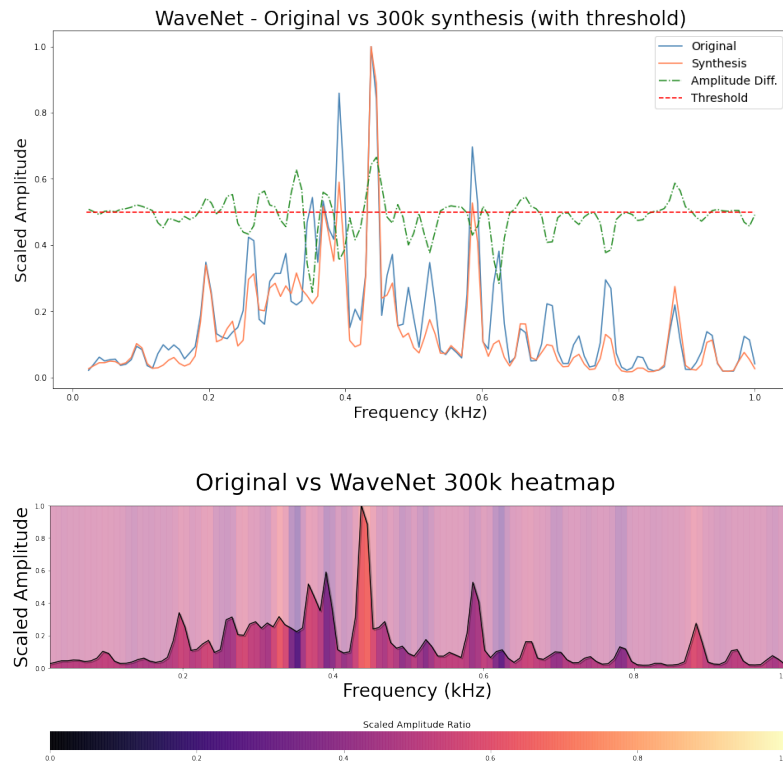 WaveNet - Original vs 300k synthesis (with threshold)
Original
Synthesis
Amplitude Diff.
Threshold
Scaled Amplitude
1.0
0.8
0.6
0.4
0.2
0.0
0.0 0.2 0.4 0.6 0.8 1.0
Frequency (kHz)
Original vs WaveNet 300k heatmap
Scaled Amplitude
1.0
0.8
0.6
0.4
0.2
0.0
0.2 0.4 0.6 0.8
Frequency (kHz)
Scaled Amplitude Ratio
0.0 0.2 0.4 0.6 0.8